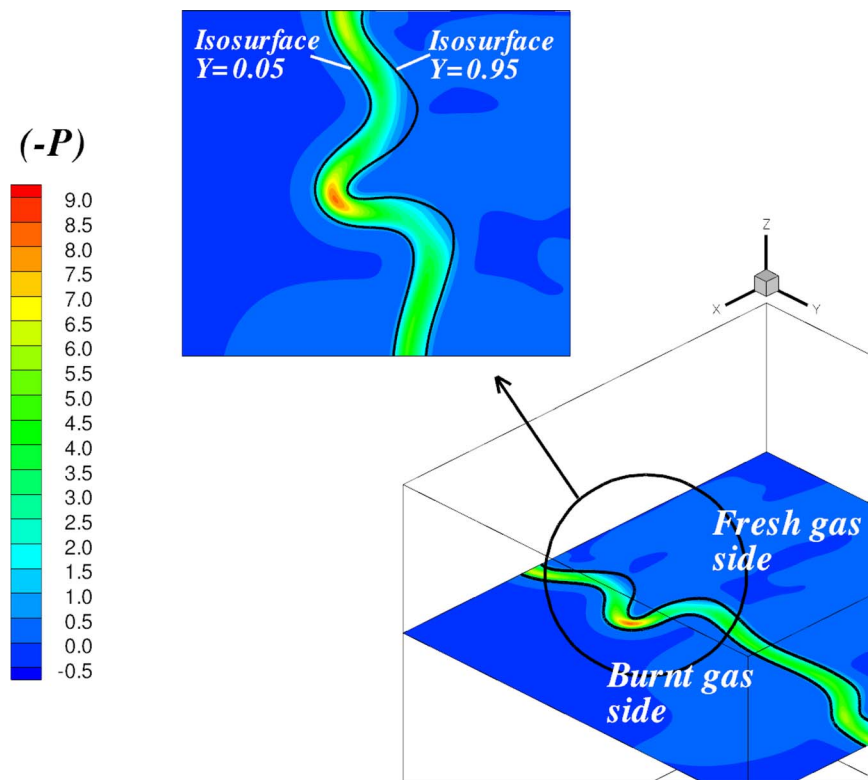 Isosurface
Y=0.05
Isosurface
Y=0.95
(-P)
9.0
8.5
8.0
7.5
7.0
6.5
6.0
5.5
5.0
4.5
4.0
3.5
3.0
2.5
2.0
1.5
1.0
0.5
0.0
-0.5
Z
X
Y
Fresh gas
side
Burnt gas
side